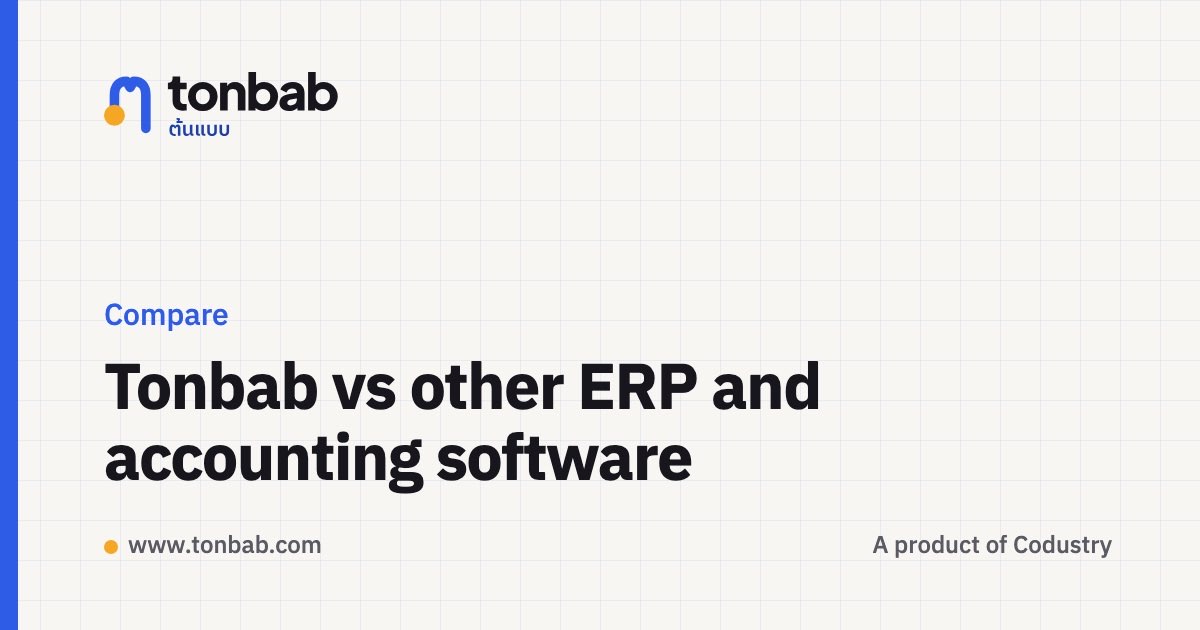 tonbab
ต้นแบบ
Compare
Tonbab vs other ERP and
accounting software
www.tonbab.com
A product of Codustry